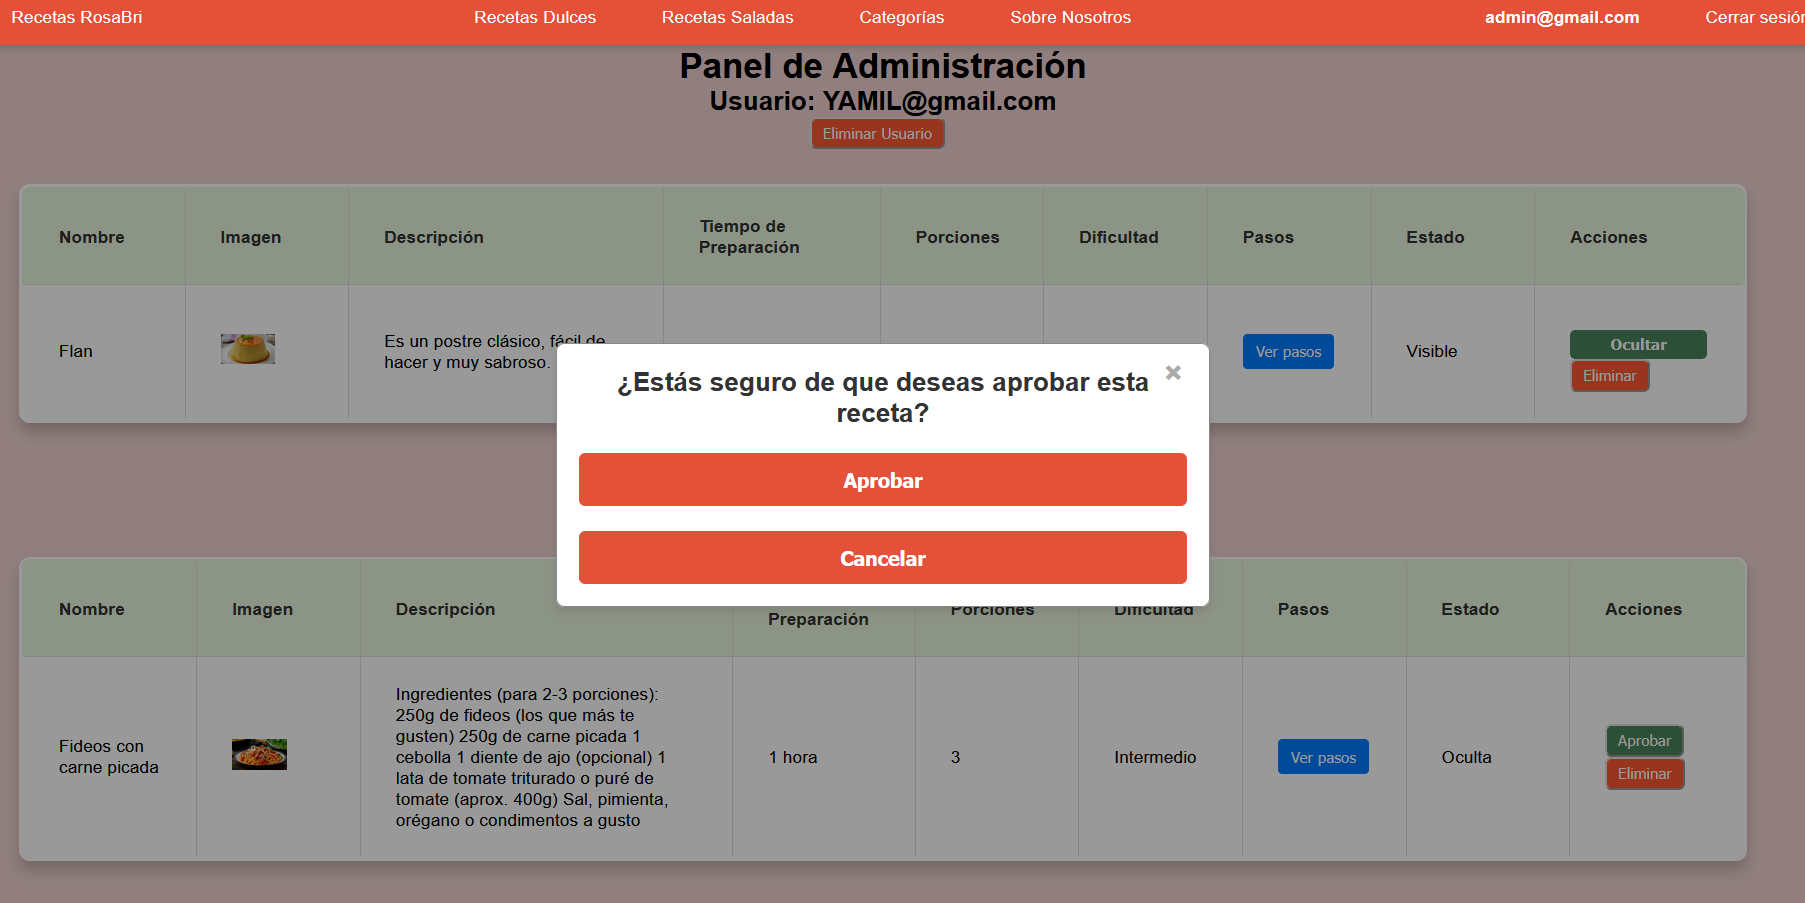 Recetas RosaBri
Recetas Dulces
Recetas Saladas
Categorías
Sobre Nosotros
admin@gmail.com
Cerrar sesión
Panel de Administración
Usuario: YAMIL@gmail.com
Eliminar Usuario
Nombre
Imagen
Descripción
Tiempo de
Preparación
Porciones
Dificultad
Pasos
Estado
Acciones
Flan
Es un postre clásico, fácil de
hacer y muy sabroso.
Ver pasos
Visible
Ocultar
Eliminar
¿Estás seguro de que deseas aprobar esta
receta?
×
Aprobar
Cancelar
Nombre
Imagen
Descripción
Preparación
Porciones
Dificultad
Pasos
Estado
Acciones
Fideos con
carne picada
Ingredientes (para 2-3 porciones):
250g de fideos (los que más te
gusten) 250g de carne picada 1
cebolla 1 diente de ajo (opcional) 1
lata de tomate triturado o puré de
tomate (aprox. 400g) Sal, pimienta,
orégano o condimentos a gusto
1 hora
3
Intermedio
Ver pasos
Oculta
Aprobar
Eliminar